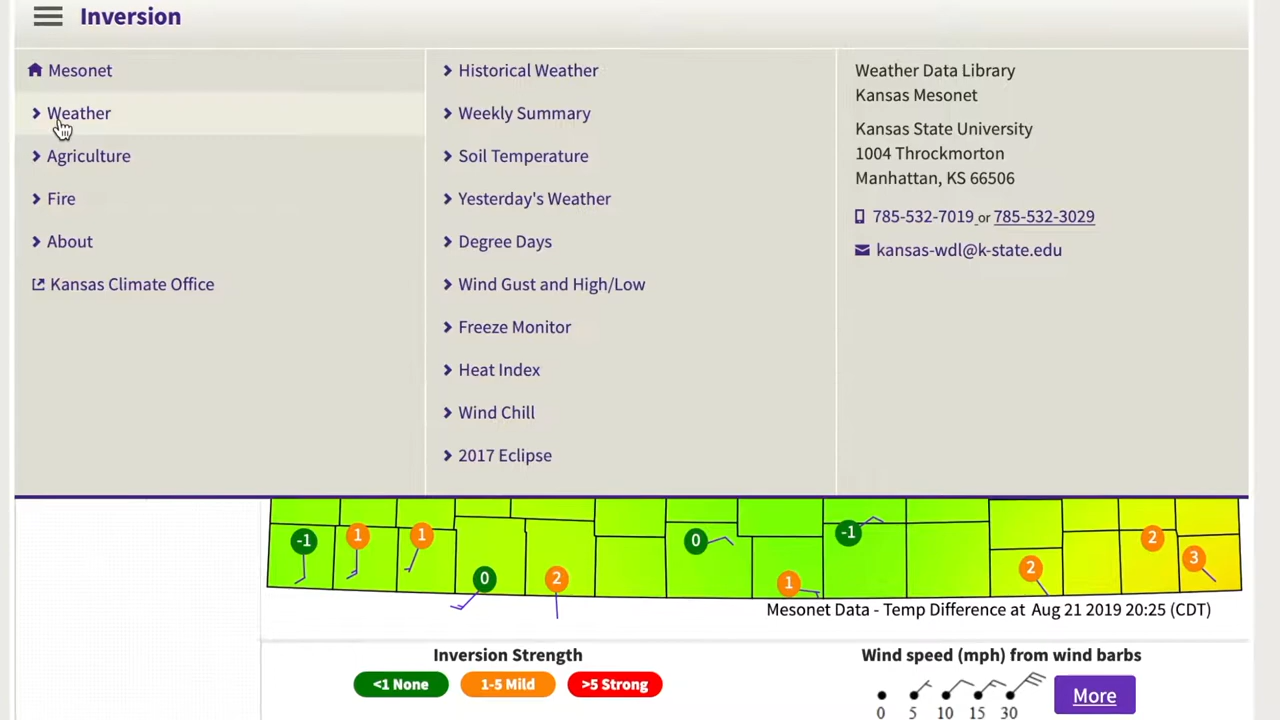 Inversion
Mesonet
Weather
Agriculture
Fire
About
Kansas Climate Office
Historical Weather
Weekly Summary
Soil Temperature
Yesterday's Weather
Degree Days
Wind Gust and High/Low
Freeze Monitor
Heat Index
Wind Chill
2017 Eclipse
Weather Data Library
Kansas Mesonet
Kansas State University
1004 Throckmorton
Manhattan, KS 66506
785-532-7019 or 785-532-3029
kansas-wdl@k-state.edu
-1 1 1 0 2 0 1 -1 2 2 3
Mesonet Data - Temp Difference at Aug 21 2019 20:25 (CDT)
Inversion Strength
<1 None 1-5 Mild >5 Strong
Wind speed (mph) from wind barbs
0 5 10 15 30
More